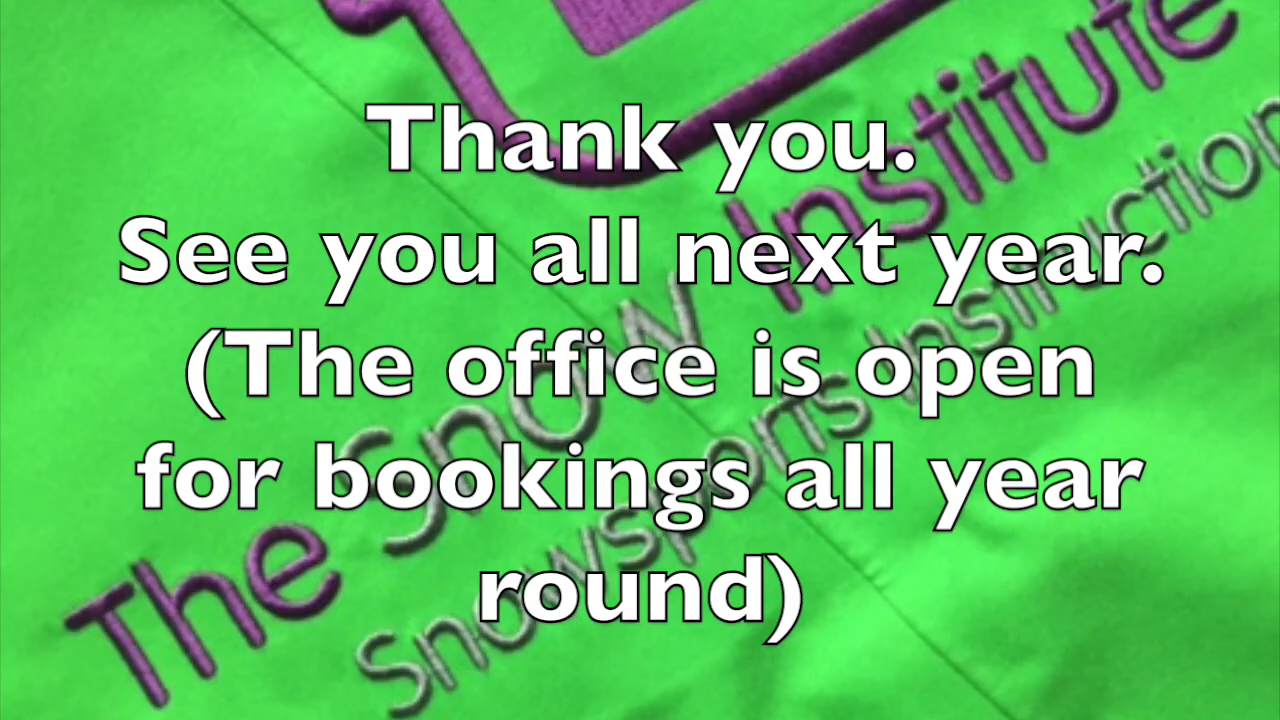 Thank you.
See you all next year.
(The office is open
for bookings all year
round)
The Snow Institute
Snowsports Instruction